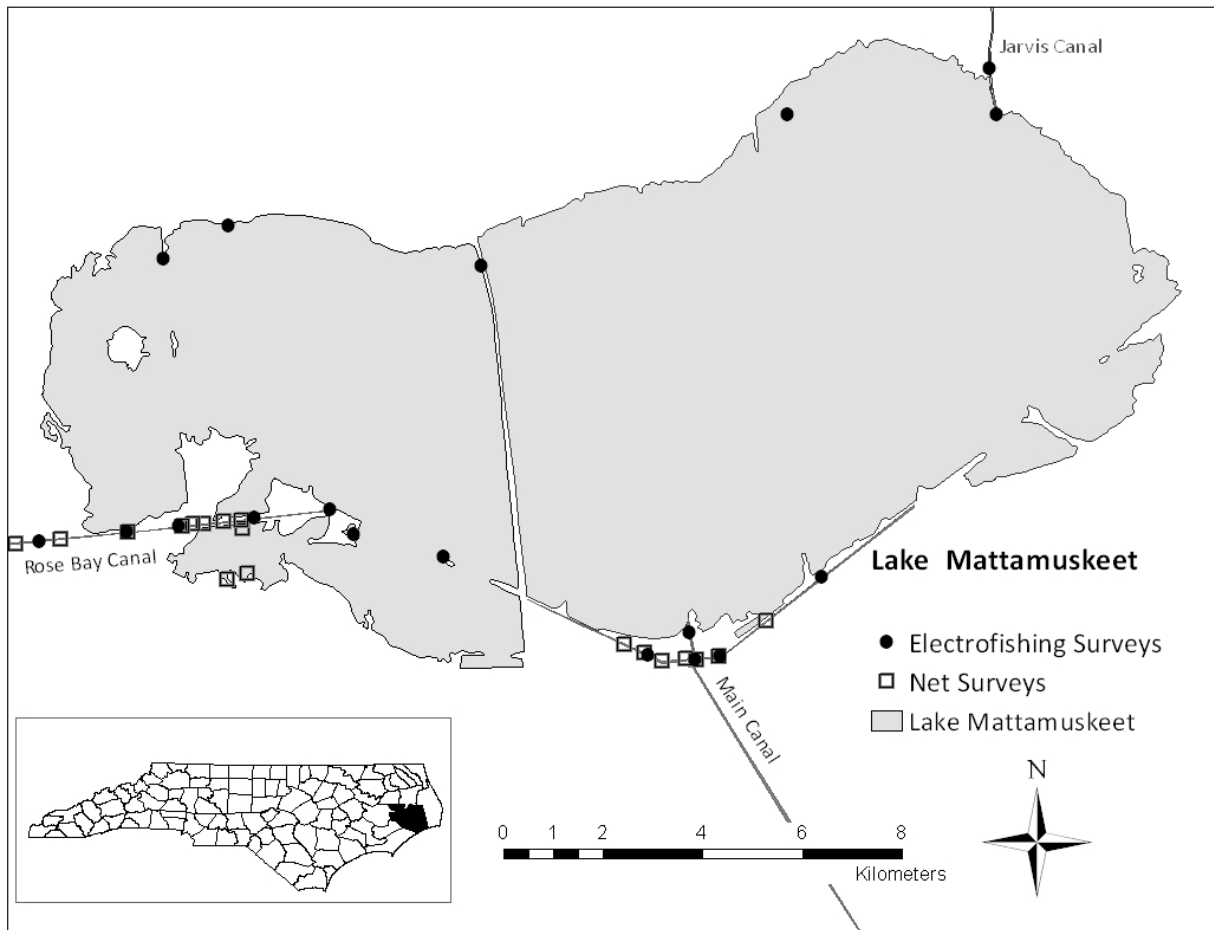 Jarvis Canal
Rose Bay Canal
Lake Mattamuskeet
Electrofishing Surveys
Net Surveys
Lake Mattamuskeet
Main Canal
N
0 1 2 4 6 8
Kilometers